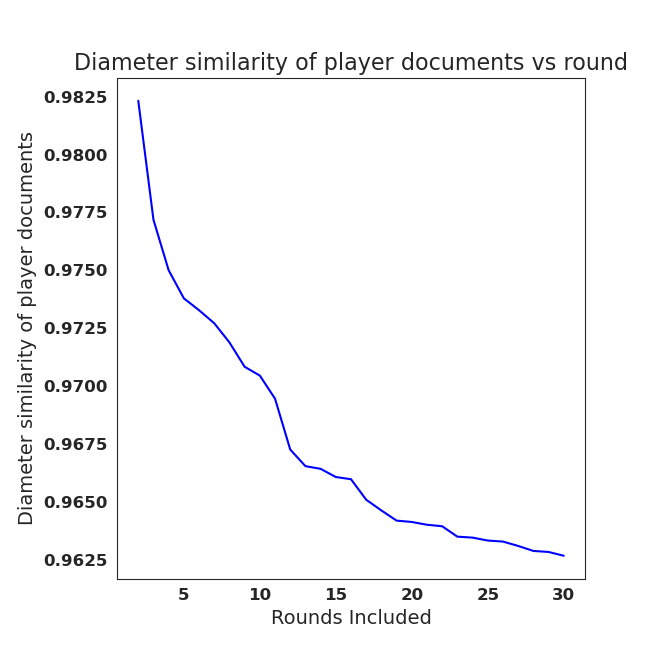 Diameter similarity of player documents vs round
Diameter similarity of player documents
0.9825
0.9800
0.9775
0.9750
0.9725
0.9700
0.9675
0.9650
0.9625
5 10 15 20 25 30
Rounds Included